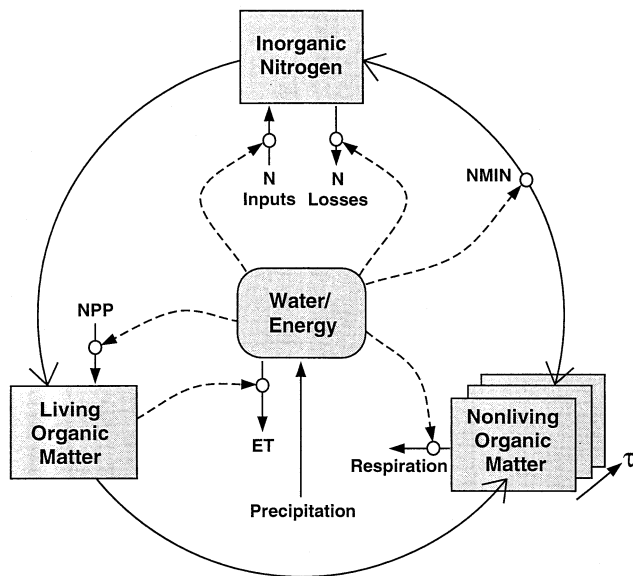 Inorganic
Nitrogen
NMIN
N
Inputs
N
Losses
Water/
Energy
NPP
Living
Organic
Matter
ET
Nonliving
Organic
Matter
Respiration
τ
Precipitation